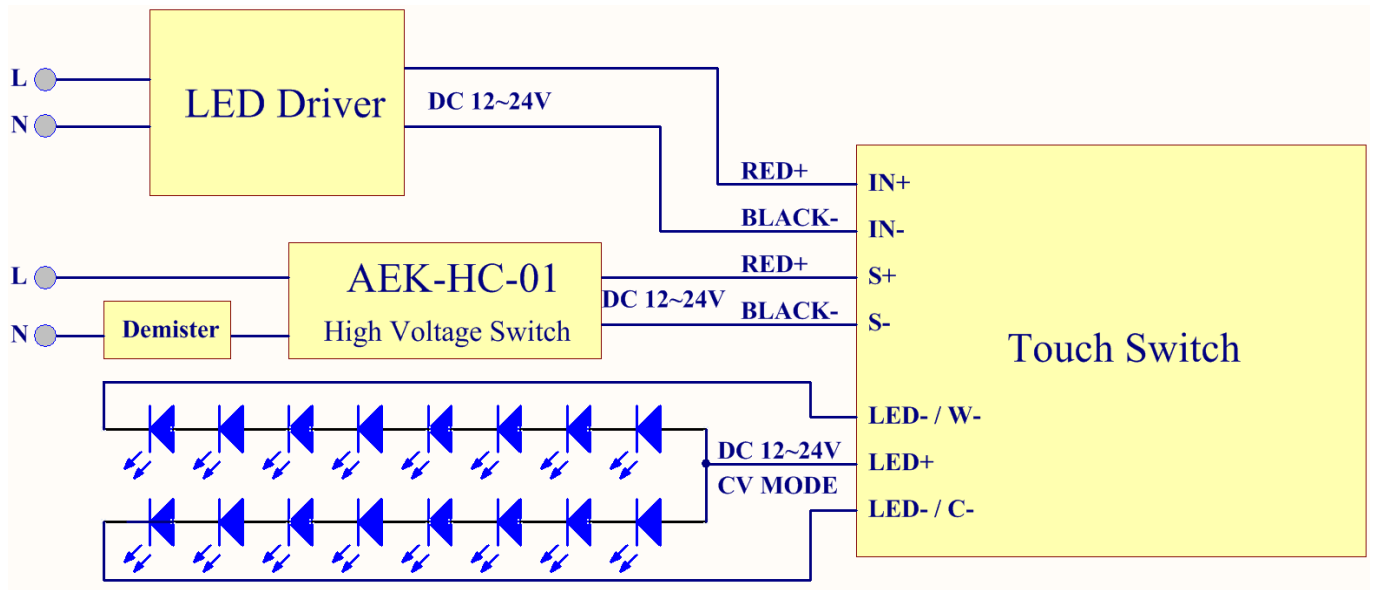 L
LED Driver
DC 12~24V
N
RED+
IN+
BLACK-
IN-
L
AEK-HC-01
RED+
S+
DC 12~24V
N
Demister
High Voltage Switch
BLACK-
S-
Touch Switch
LED- / W-
DC 12~24V
LED+
CV MODE
LED- / C-